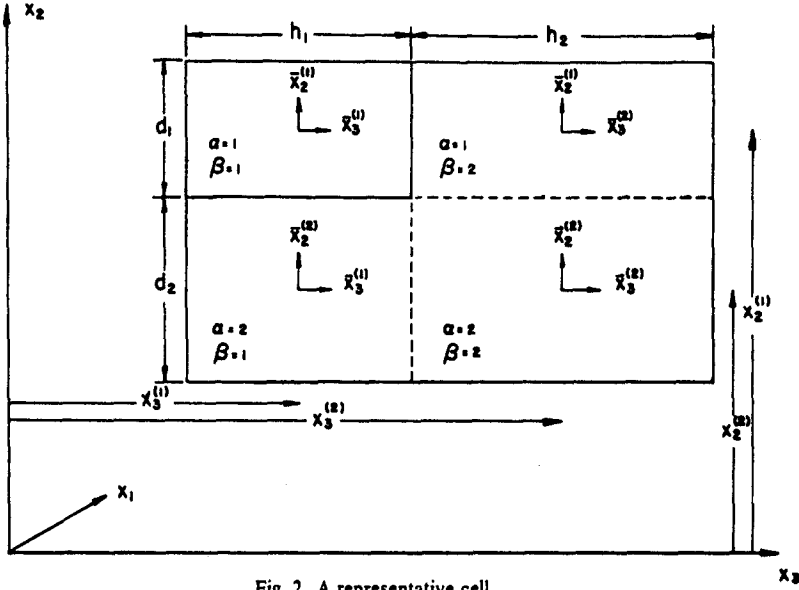 x₂
h₁ h₂
d₁
x̄₂⁽¹⁾ x̄₃⁽¹⁾
α=1
β=1
x̄₂⁽¹⁾ x̄₃⁽²⁾
α=1
β=2
d₂
x̄₂⁽²⁾ x̄₃⁽¹⁾
α=2
β=1
x̄₂⁽²⁾ x̄₃⁽²⁾
α=2
β=2
x₂⁽¹⁾
x₃⁽¹⁾
x₃⁽²⁾
x₂⁽²⁾
x₁
x₃
Fig. 2. A representative cell